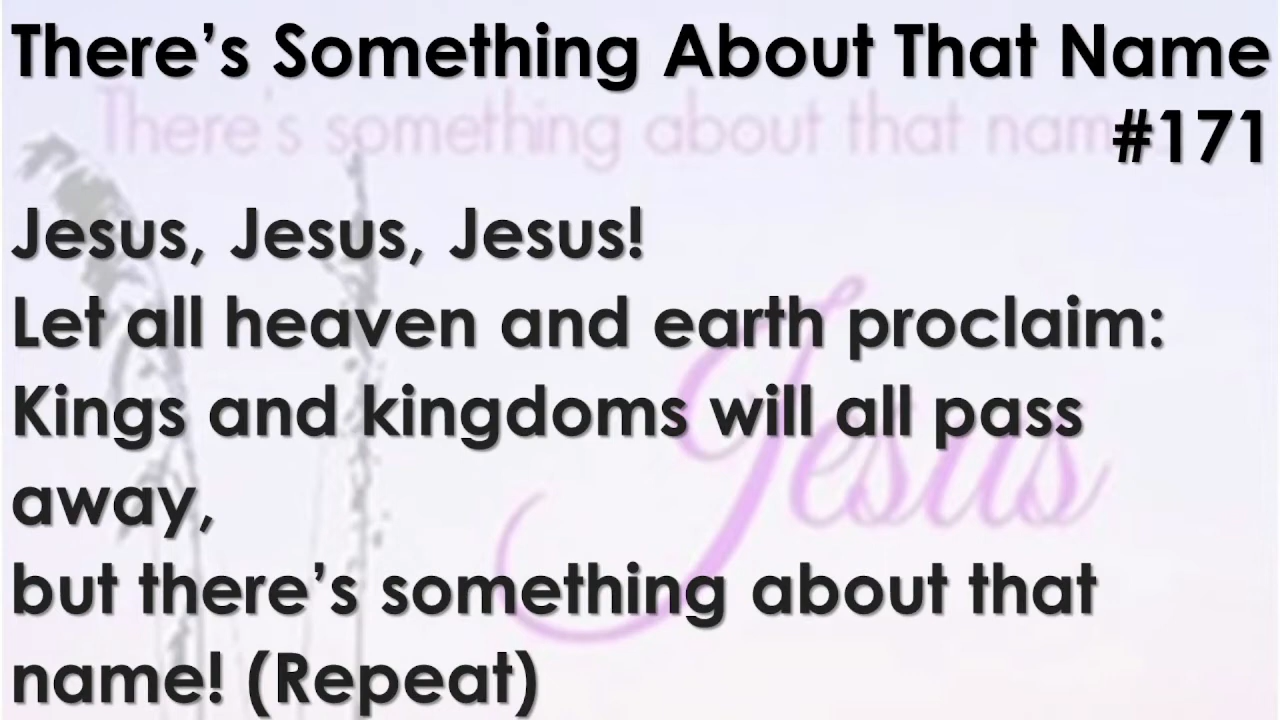 There’s Something About That Name
There's something about that nam
#171
Jesus, Jesus, Jesus!
Let all heaven and earth proclaim:
Kings and kingdoms will all pass
away,
Jesus
but there’s something about that
name! (Repeat)